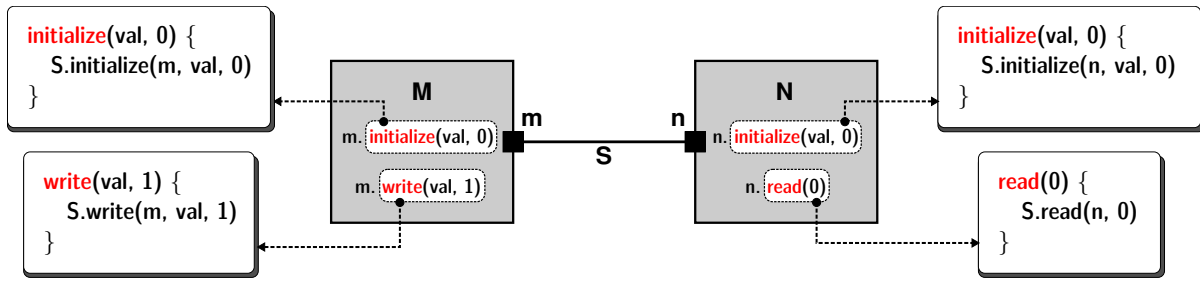 initialize(val, 0) {
S.initialize(m, val, 0)
}
write(val, 1) {
S.write(m, val, 1)
}
M
m. initialize(val, 0)
m. write(val, 1)
m
S
n
N
n. initialize(val, 0)
n. read(0)
initialize(val, 0) {
S.initialize(n, val, 0)
}
read(0) {
S.read(n, 0)
}